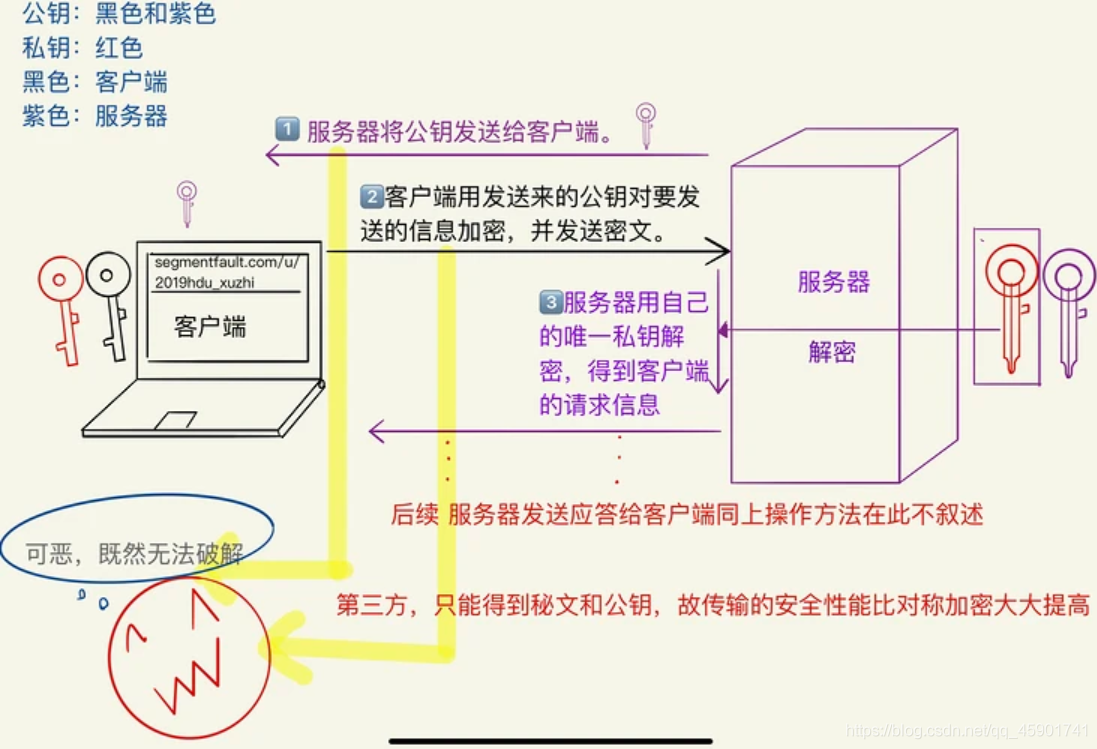 公钥：黑色和紫色
私钥：红色
黑色：客户端
紫色：服务器
1 服务器将公钥发送给客户端。
2 客户端用发送来的公钥对要发
送的信息加密，并发送密文。
segmentfault.com/u/
2019hdu_xuzhi
客户端
3 服务器用自己
的唯一私钥解
密，得到客户端
的请求信息
服务器
解密
后续 服务器发送应答给客户端同上操作方法在此不叙述
可恶，既然无法破解
第三方，只能得到秘文和公钥，故传输的安全性能比对称加密大大提高
https://blog.csdn.net/qq_45901741